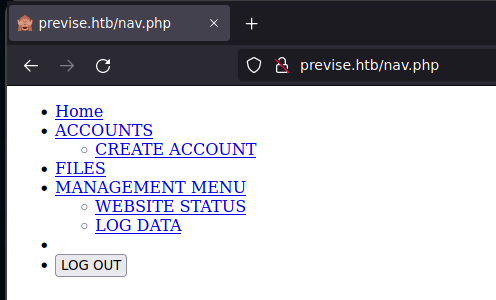 previse.htb/nav.php
previse.htb/nav.php
Home
ACCOUNTS
CREATE ACCOUNT
FILES
MANAGEMENT MENU
WEBSITE STATUS
LOG DATA
LOG OUT